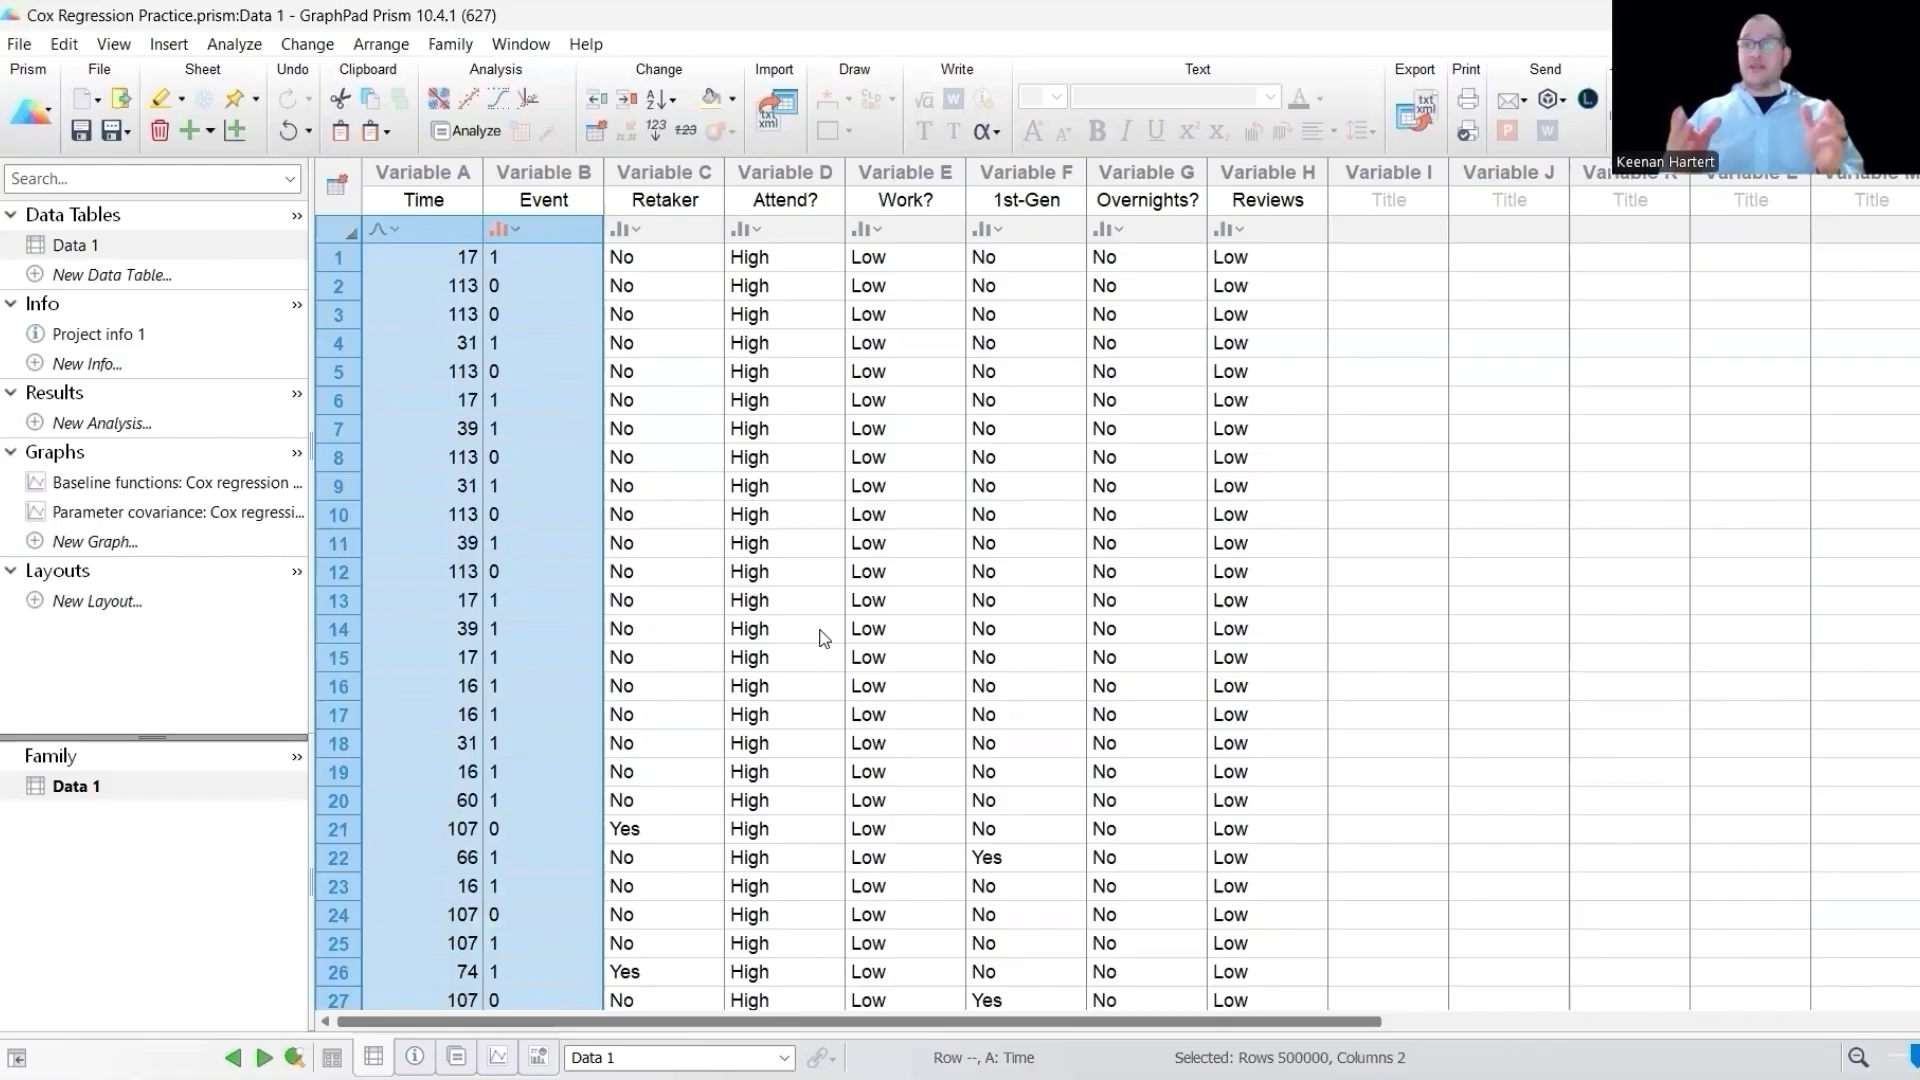 Cox Regression Practice.prism:Data 1 - GraphPad Prism 10.4.1 (627)
File Edit View Insert Analyze Change Arrange Family Window Help
Prism File Sheet Undo Clipboard Analysis Change Import Draw Write Text Export Print Send
Analyze
Keenan Hartert
Search...
Data Tables
Data 1
New Data Table...
Info
Project info 1
New Info...
Results
New Analysis...
Graphs
Baseline functions: Cox regression ...
Parameter covariance: Cox regressi...
New Graph...
Layouts
New Layout...
Family
Data 1
Variable A Variable B Variable C Variable D Variable E Variable F Variable G Variable H Variable I Variable J
Time Event Retaker Attend? Work? 1st-Gen Overnights? Reviews Title Title Title Title Title
1 17 1 No High Low No No Low
2 113 0 No High Low No No Low
3 113 0 No High Low No No Low
4 31 1 No High Low No No Low
5 113 0 No High Low No No Low
6 17 1 No High Low No No Low
7 39 1 No High Low No No Low
8 113 0 No High Low No No Low
9 31 1 No High Low No No Low
10 113 0 No High Low No No Low
11 39 1 No High Low No No Low
12 113 0 No High Low No No Low
13 17 1 No High Low No No Low
14 39 1 No High Low No No Low
15 17 1 No High Low No No Low
16 16 1 No High Low No No Low
17 16 1 No High Low No No Low
18 31 1 No High Low No No Low
19 16 1 No High Low No No Low
20 60 1 No High Low No No Low
21 107 0 Yes High Low No No Low
22 66 1 No High Low Yes No Low
23 16 1 No High Low No No Low
24 107 0 No High Low No No Low
25 107 1 No High Low No No Low
26 74 1 Yes High Low No No Low
27 107 0 No High Low Yes No Low
Data 1 Row --, A: Time Selected: Rows 500000, Columns 2